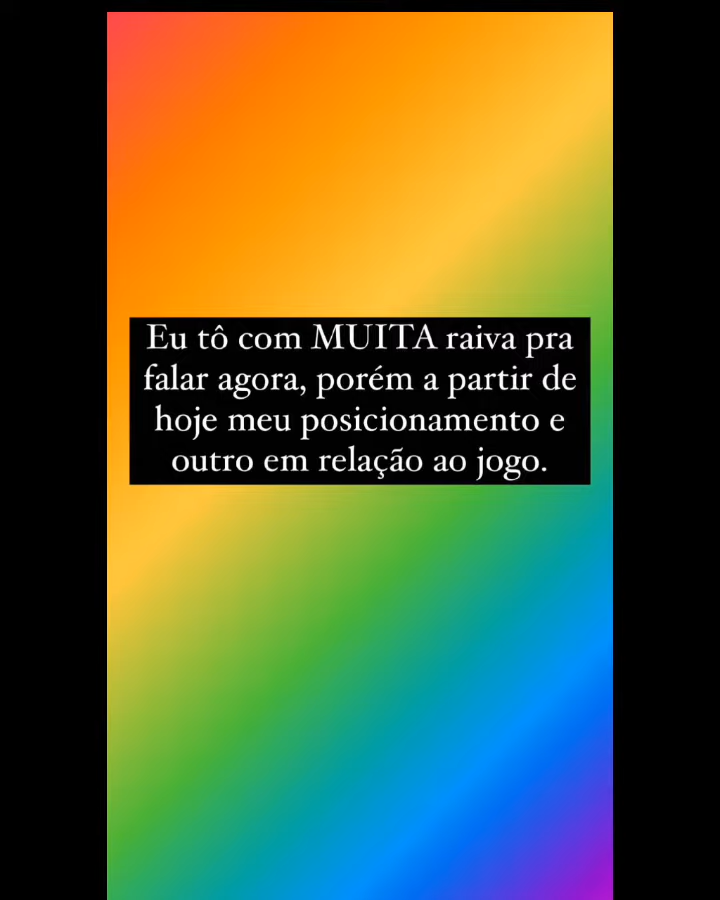 Eu tô com MUITA raiva pra
falar agora, porém a partir de
hoje meu posicionamento e
outro em relação ao jogo.